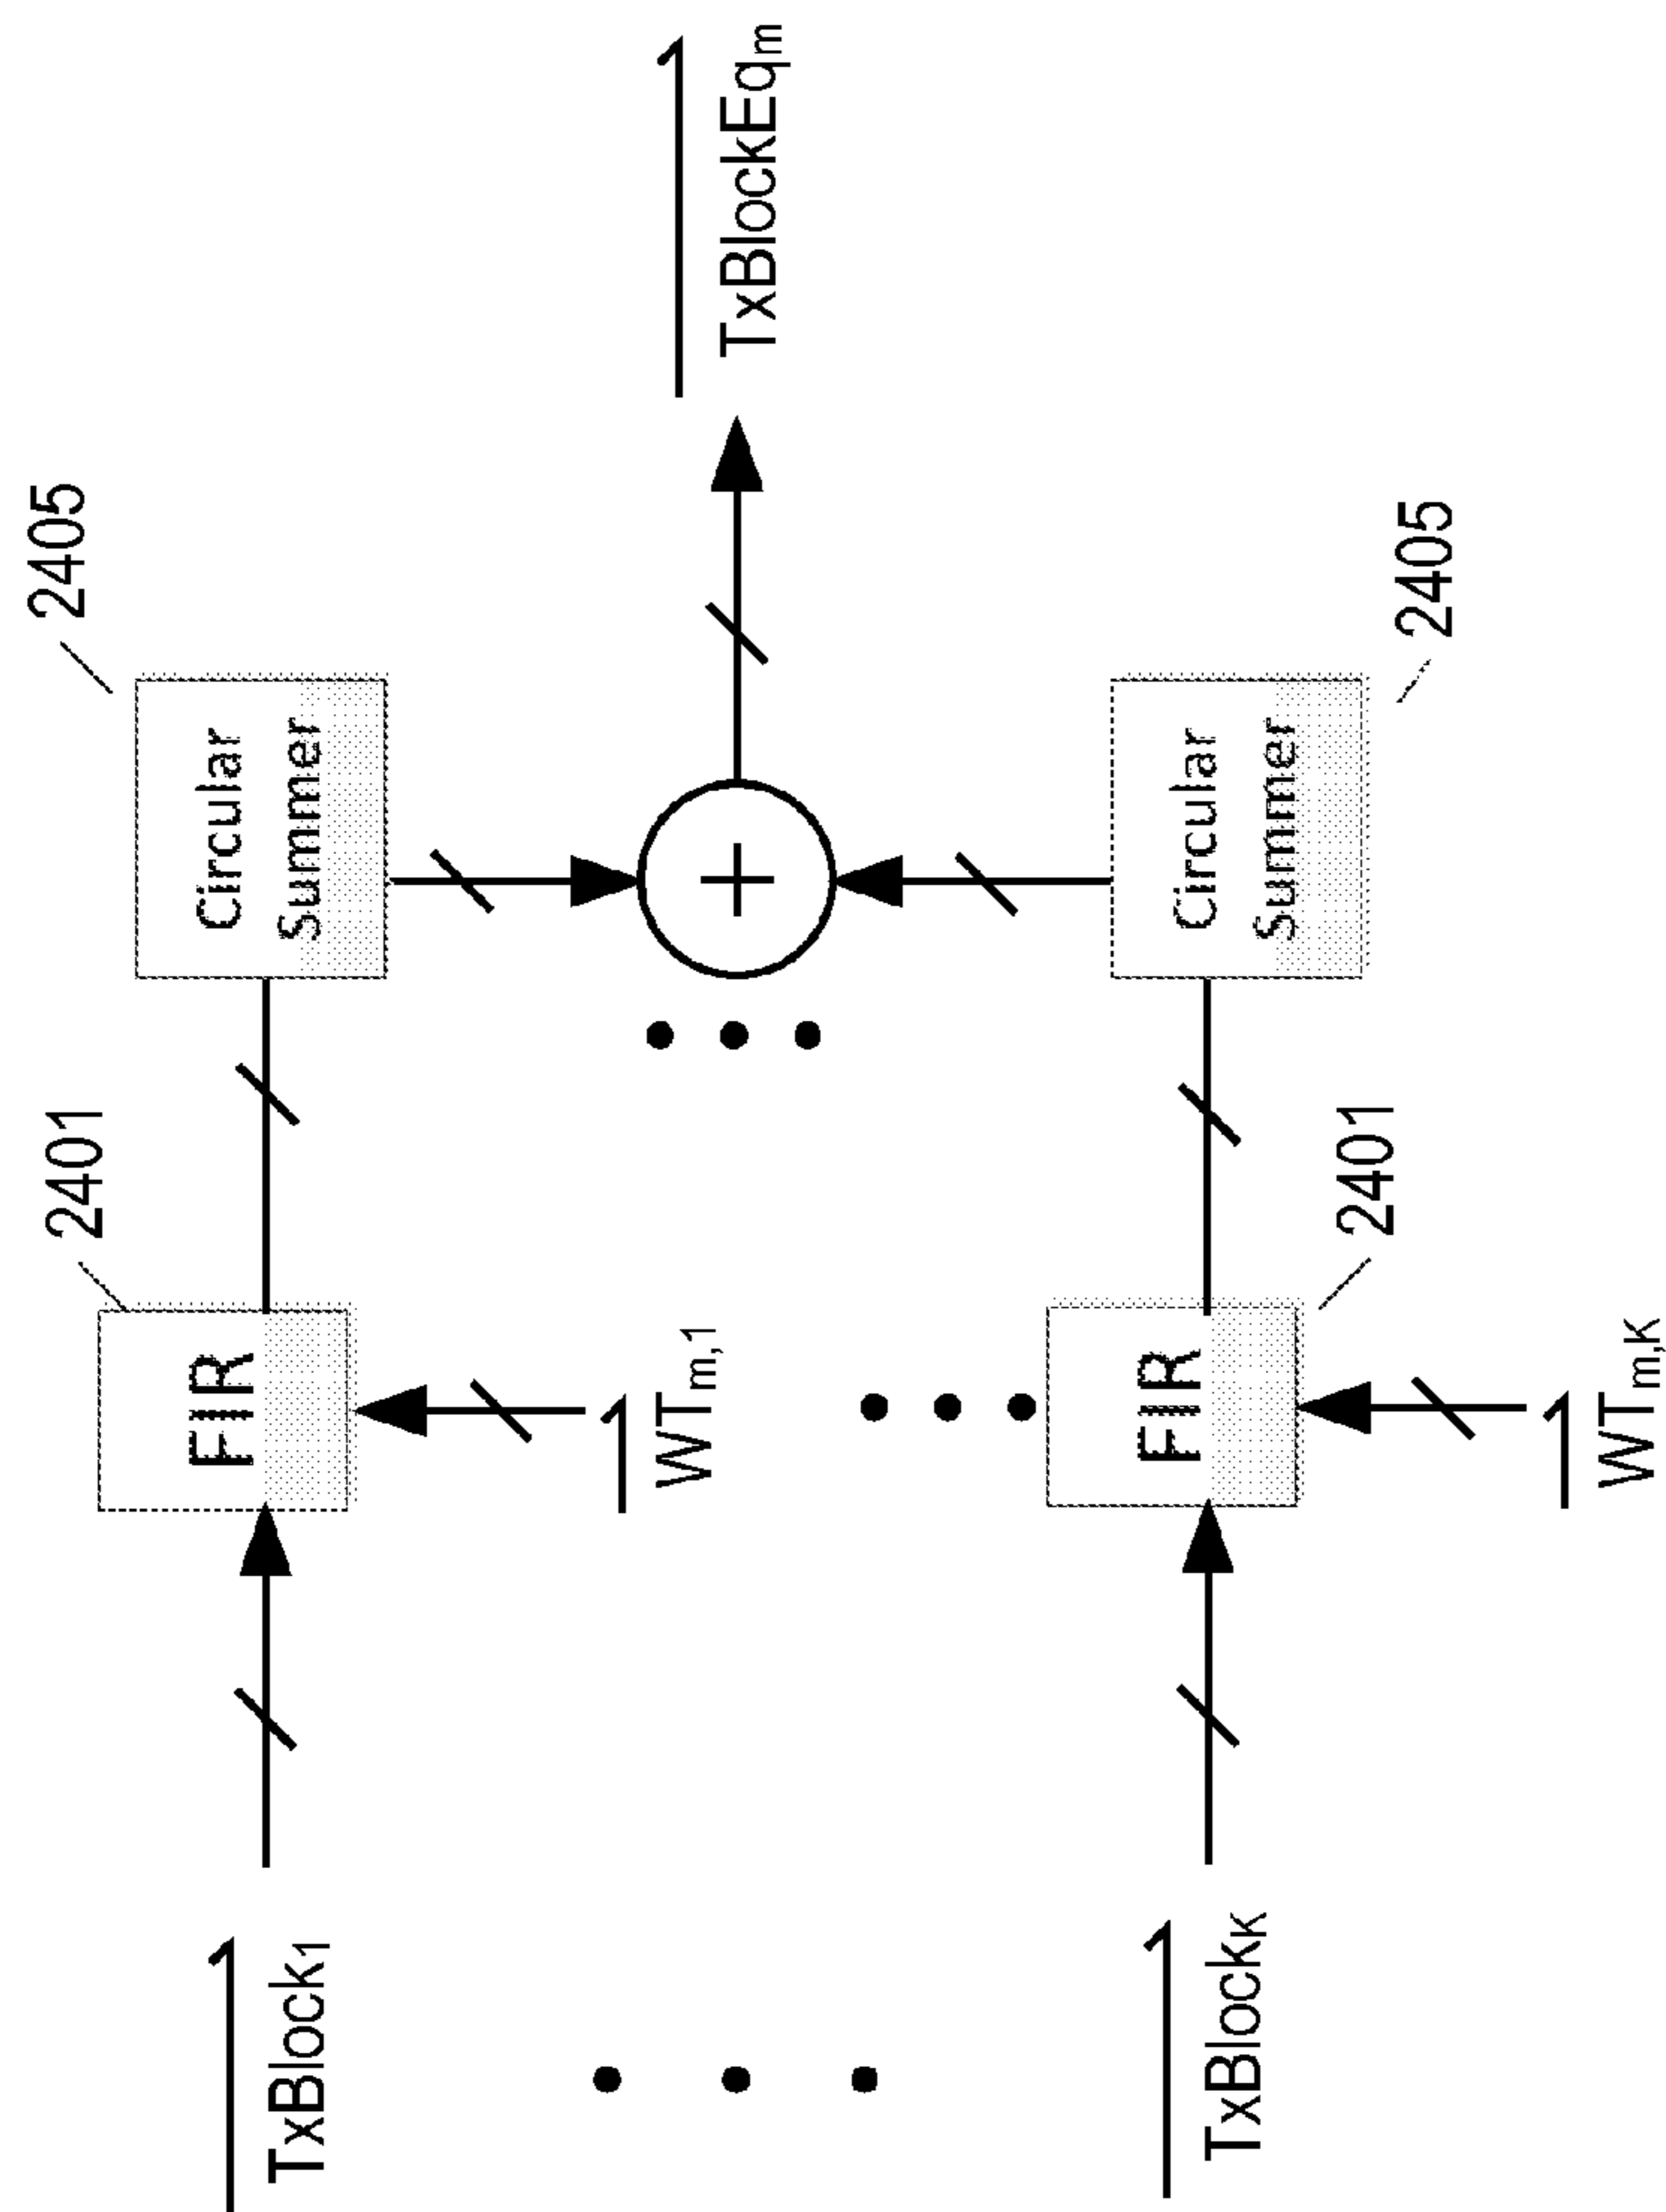 TxBlock1
FIR
2401
WTm,1
Circular
Summer
2405
+
TxBlockEqm
TxBlockK
FIR
2401
WTm,K
Circular
Summer
2405